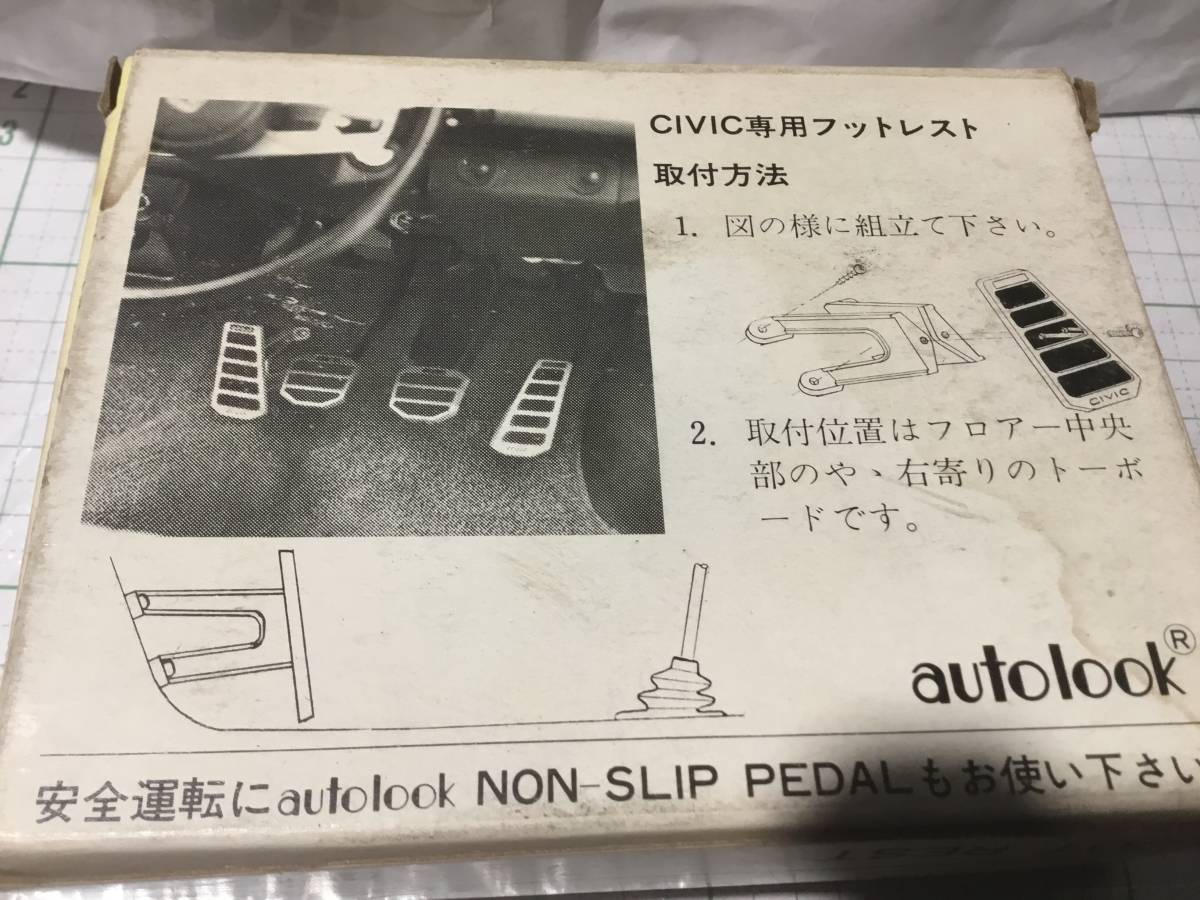 CIVIC専用フットレスト
取付方法
1. 図の様に組立て下さい。
CIVIC
2. 取付位置はフロアー中央
部のやゝ右寄りのトーボ
ードです。
autolook®
安全運転にautolook NON-SLIP PEDALもお使い下さい
REST
2
3